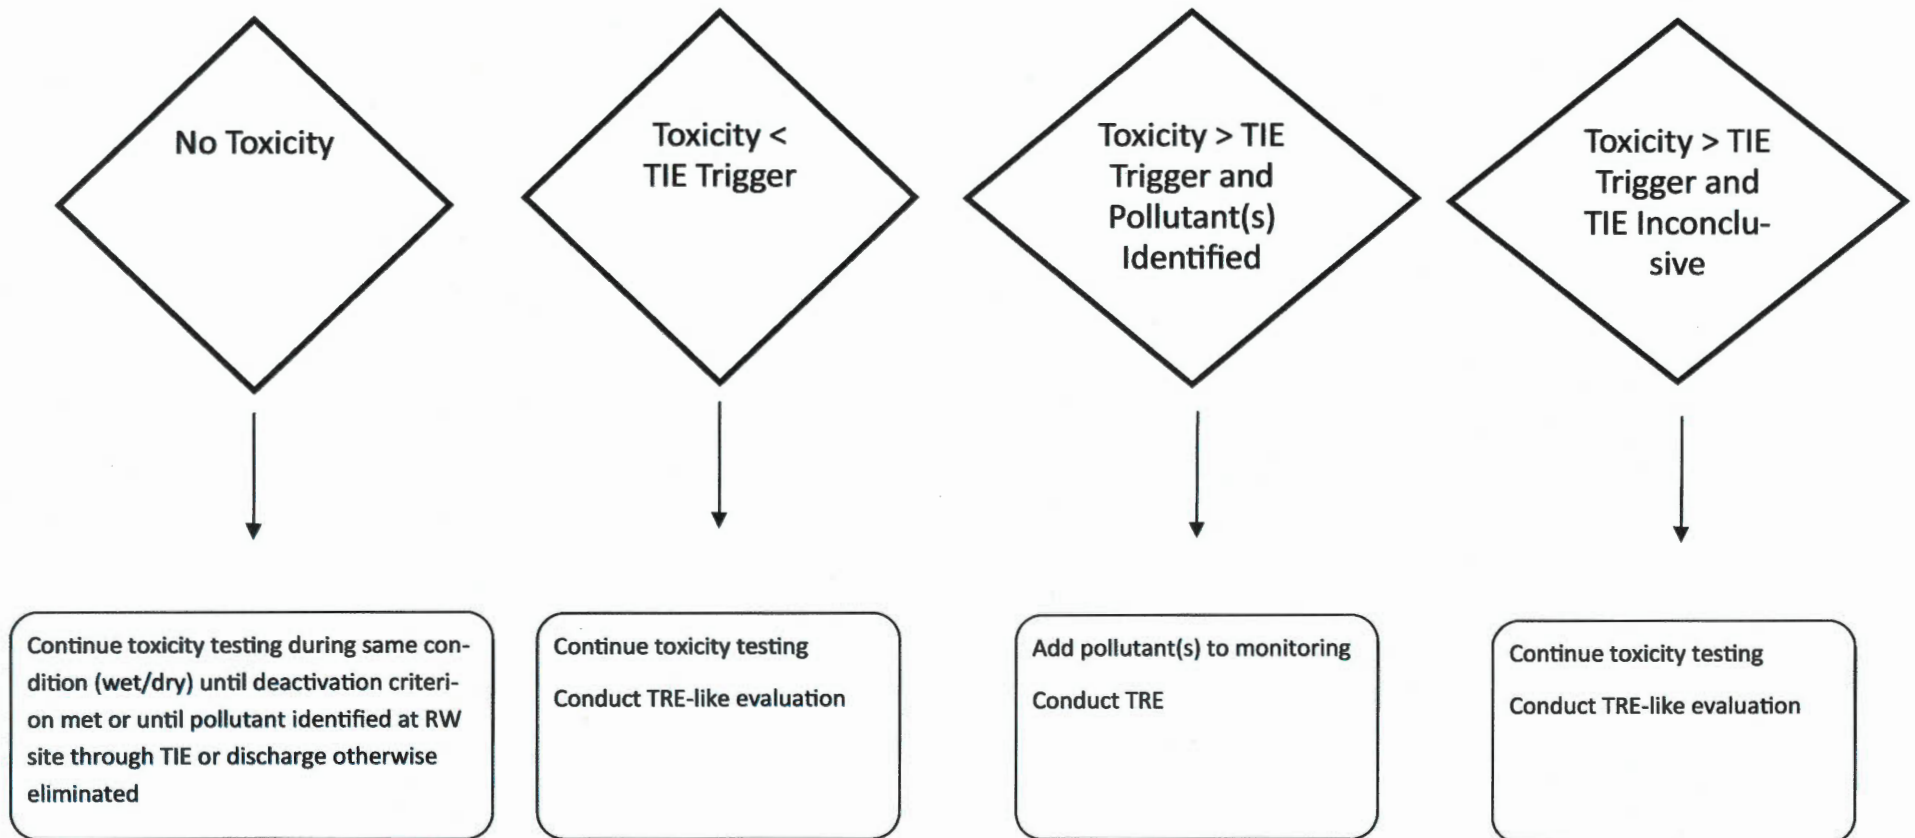 No Toxicity
Toxicity <
TIE Trigger
Toxicity > TIE
Trigger and
Pollutant(s)
Identified
Toxicity > TIE
Trigger and
TIE Inconclu-
sive
Continue toxicity testing during same con-
dition (wet/dry) until deactivation criteri-
on met or until pollutant identified at RW
site through TIE or discharge otherwise
eliminated
Continue toxicity testing
Conduct TRE-like evaluation
Add pollutant(s) to monitoring
Conduct TRE
Continue toxicity testing
Conduct TRE-like evaluation